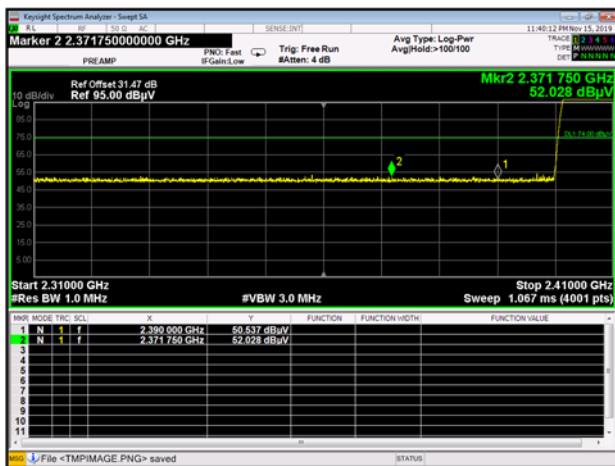 Keysight Spectrum Analyzer - Swept SA
RL RF 50 Ω AC SENSE:INT 11:40:12 PM Nov 15, 2019
Marker 2 2.371750000000 GHz
PREAMP
PNO: Fast
IFGain:Low
Trig: Free Run
#Atten: 4 dB
Avg Type: Log-Pwr
Avg|Hold:>100/100
TRACE 1 2 3 4 5 6
TYPE M W W W W W
DET P N N N N N
Ref Offset 31.47 dB
10 dB/div Ref 95.00 dBµV
Log
Mkr2 2.371 750 GHz
52.028 dBµV
85.0
75.0
DL1 74.00 dBµV
65.0
55.0
2
1
45.0
35.0
25.0
15.0
5.00
Start 2.31000 GHz Stop 2.41000 GHz
#Res BW 1.0 MHz #VBW 3.0 MHz Sweep 1.067 ms (4001 pts)
MKR MODE TRC SCL X Y FUNCTION FUNCTION WIDTH FUNCTION VALUE
1 N 1 f 2.390 000 GHz 50.537 dBµV
2 N 1 f 2.371 750 GHz 52.028 dBµV
3
4
5
6
7
8
9
10
11
MSG File <TMPIMAGE.PNG> saved STATUS